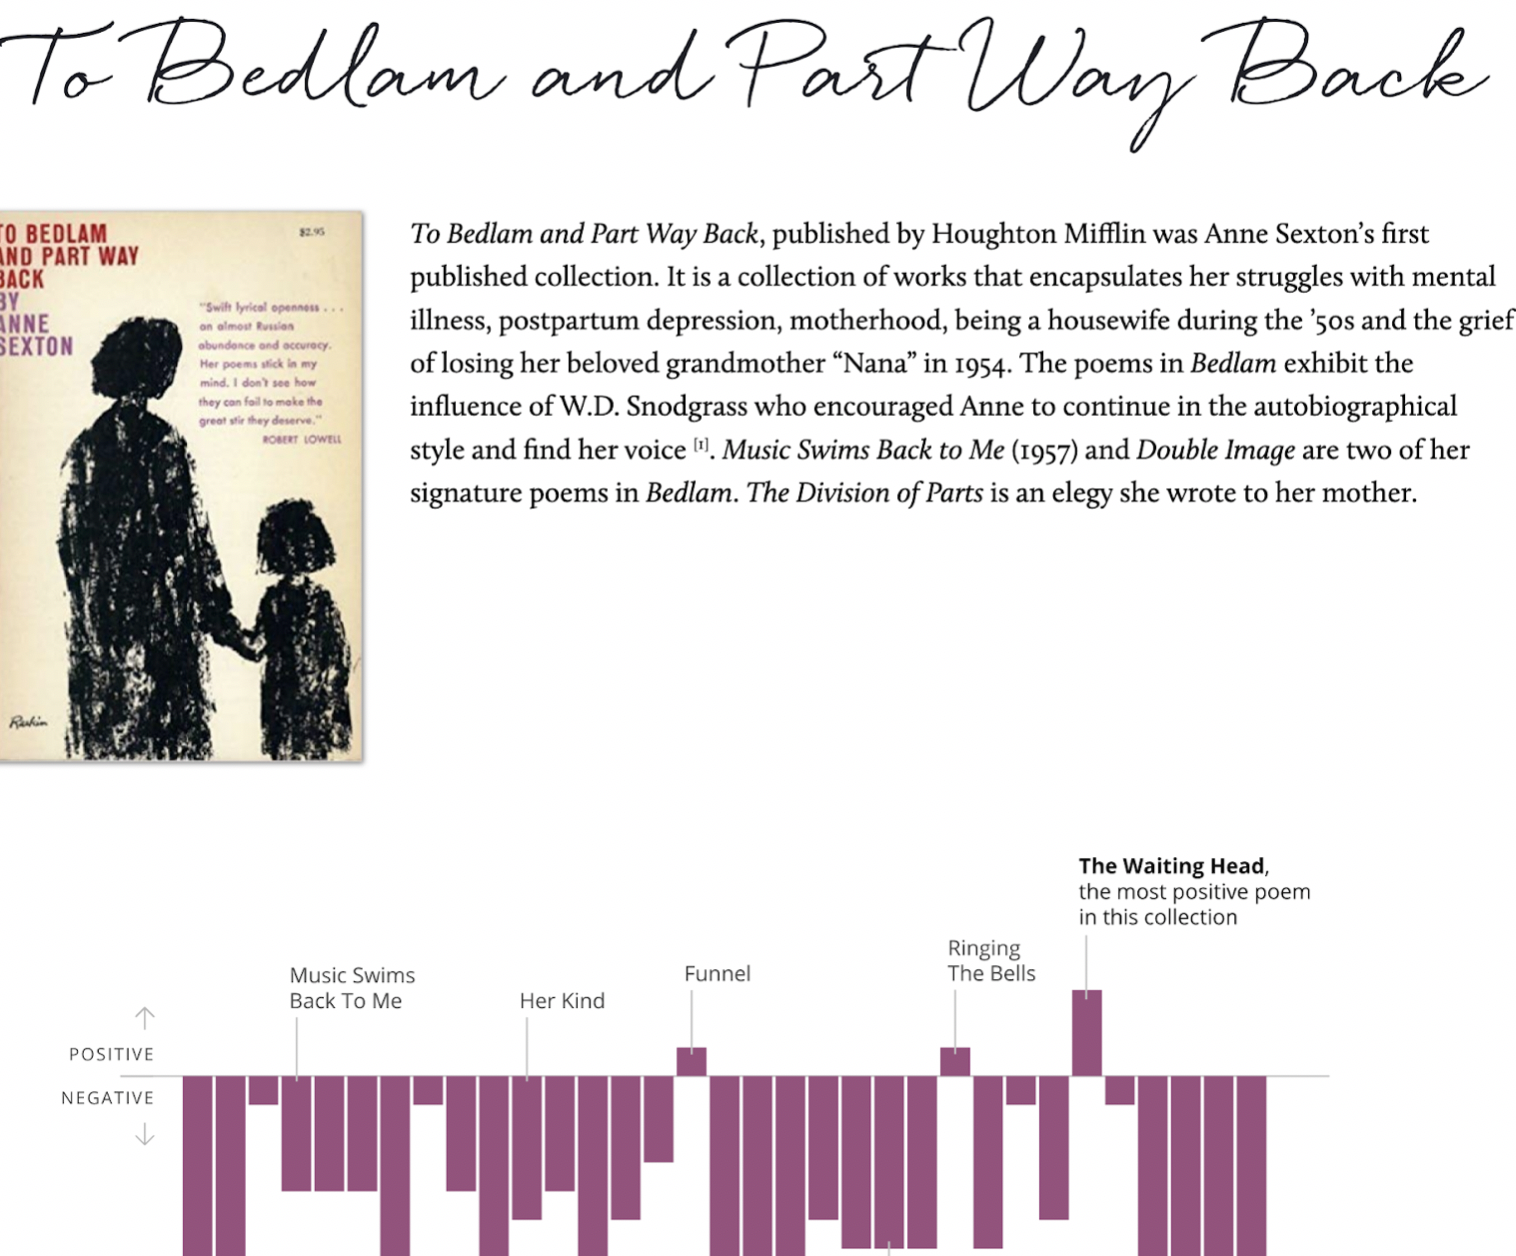 To Bedlam and Part Way Back
TO BEDLAM
AND PART WAY
BACK
BY
ANNE
SEXTON
$2.95
"Swift lyrical openness . . .
an almost Russian
abundance and accuracy.
Her poems stick in my
mind. I don't see how
they can fail to make the
great stir they deserve."
ROBERT LOWELL
Raskin
To Bedlam and Part Way Back, published by Houghton Mifflin was Anne Sexton’s first
published collection. It is a collection of works that encapsulates her struggles with mental
illness, postpartum depression, motherhood, being a housewife during the ’50s and the grief
of losing her beloved grandmother “Nana” in 1954. The poems in Bedlam exhibit the
influence of W.D. Snodgrass who encouraged Anne to continue in the autobiographical
style and find her voice [1]. Music Swims Back to Me (1957) and Double Image are two of her
signature poems in Bedlam. The Division of Parts is an elegy she wrote to her mother.
The Waiting Head,
the most positive poem
in this collection
Ringing
The Bells
Funnel
Music Swims
Back To Me
Her Kind
POSITIVE
NEGATIVE